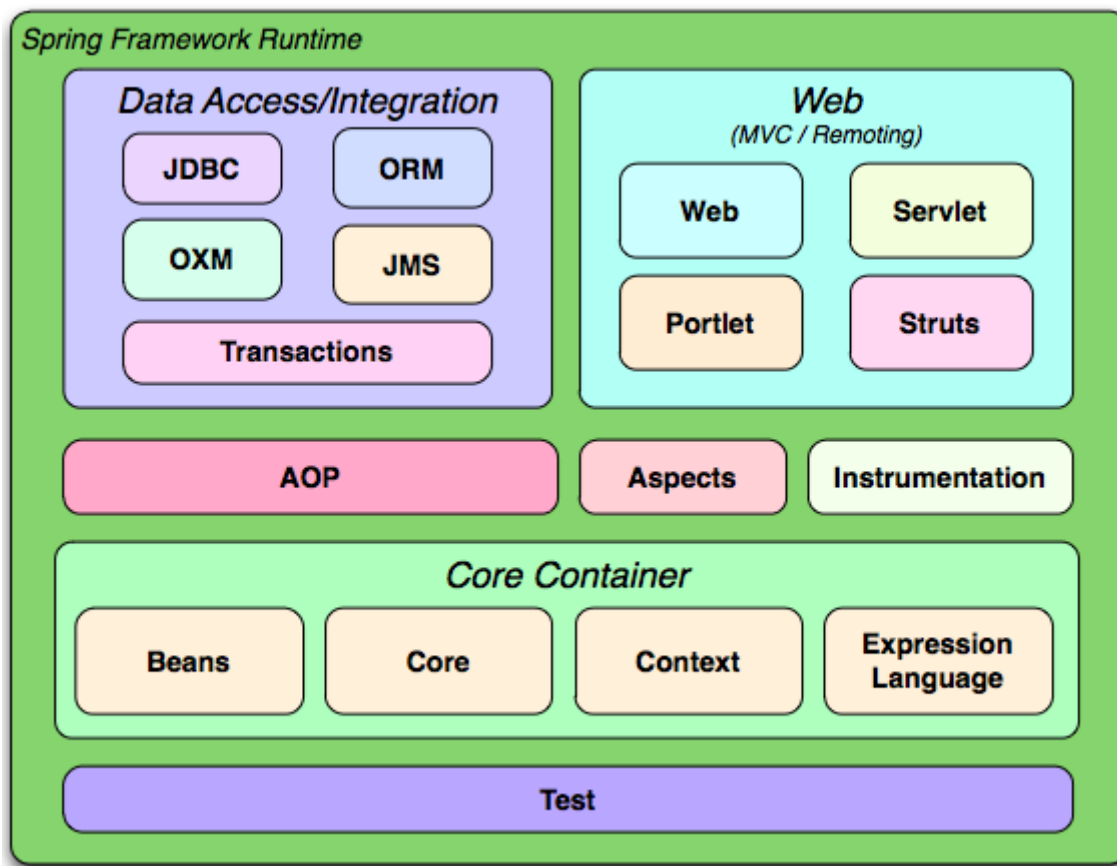 Spring Framework Runtime
Data Access/Integration
JDBC
ORM
OXM
JMS
Transactions
Web
(MVC / Remoting)
Web
Servlet
Portlet
Struts
AOP
Aspects
Instrumentation
Core Container
Beans
Core
Context
Expression
Language
Test